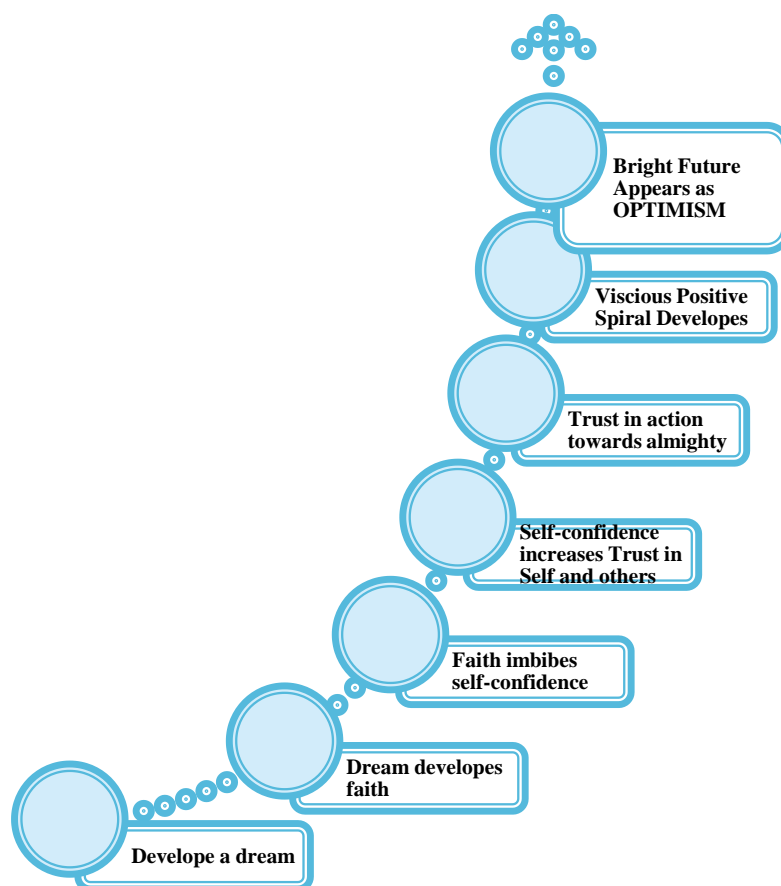 Bright Future
Appears as
OPTIMISM
Viscious Positive
Spiral Developes
Trust in action
towards almighty
Self-confidence
increases Trust in
Self and others
Faith imbibes
self-confidence
Dream developes
faith
Develope a dream